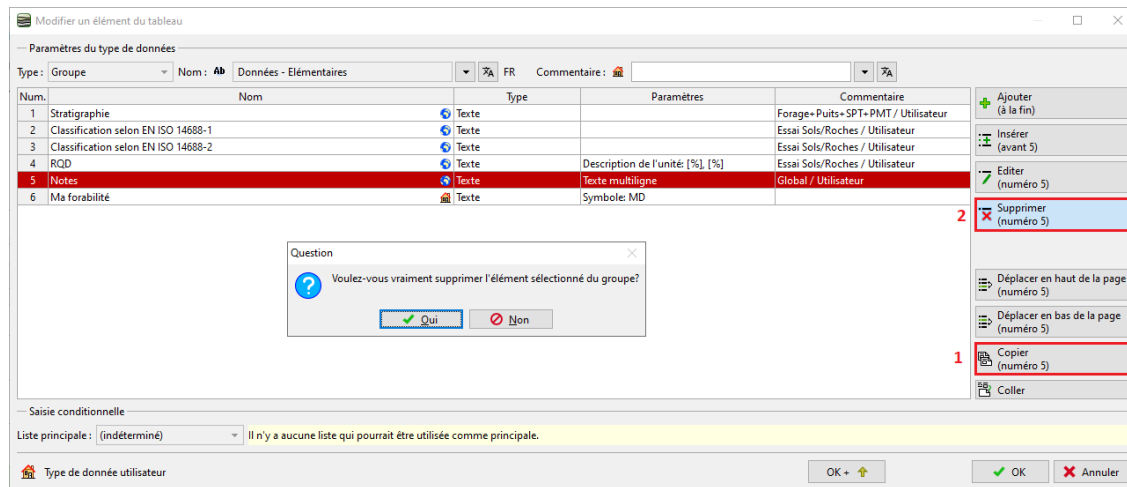 Modifier un élément du tableau
Paramètres du type de données
Type : Groupe Nom : Ab Données - Elémentaires FR Commentaire :
Num. Nom Type Paramètres Commentaire
1 Stratigraphie Texte Forage+Puits+SPT+PMT / Utilisateur
2 Classification selon EN ISO 14688-1 Texte Essai Sols/Roches / Utilisateur
3 Classification selon EN ISO 14688-2 Texte Essai Sols/Roches / Utilisateur
4 RQD Texte Description de l'unité: [%], [%] Essai Sols/Roches / Utilisateur
5 Notes Texte Texte multiligne Global / Utilisateur
6 Ma forabilité Texte Symbole: MD
Ajouter
(à la fin)
Insérer
(avant 5)
Editer
(numéro 5)
2 Supprimer
(numéro 5)
Question
Voulez-vous vraiment supprimer l'élément sélectionné du groupe?
Oui Non
Déplacer en haut de la page
(numéro 5)
Déplacer en bas de la page
(numéro 5)
1 Copier
(numéro 5)
Coller
Saisie conditionnelle
Liste principale : (indéterminé) Il n'y a aucune liste qui pourrait être utilisée comme principale.
Type de donnée utilisateur OK + OK Annuler